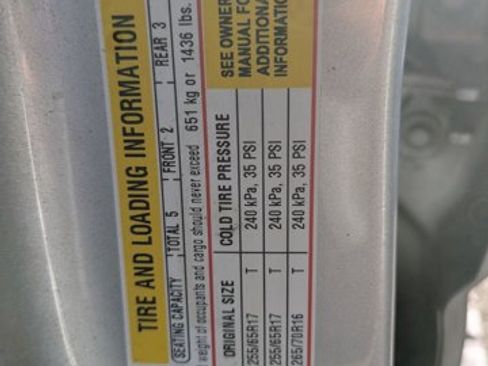 TIRE AND LOADING INFORMATION
SEATING CAPACITY TOTAL 5 FRONT 2 REAR 3
weight of occupants and cargo should never exceed 651 kg or 1436 lbs.
ORIGINAL SIZE COLD TIRE PRESSURE
255/65R17 T 240 kPa, 35 PSI
255/65R17 T 240 kPa, 35 PSI
265/70R16 T 240 kPa, 35 PSI
SEE OWNER
MANUAL FO
ADDITIONA
INFORMATION